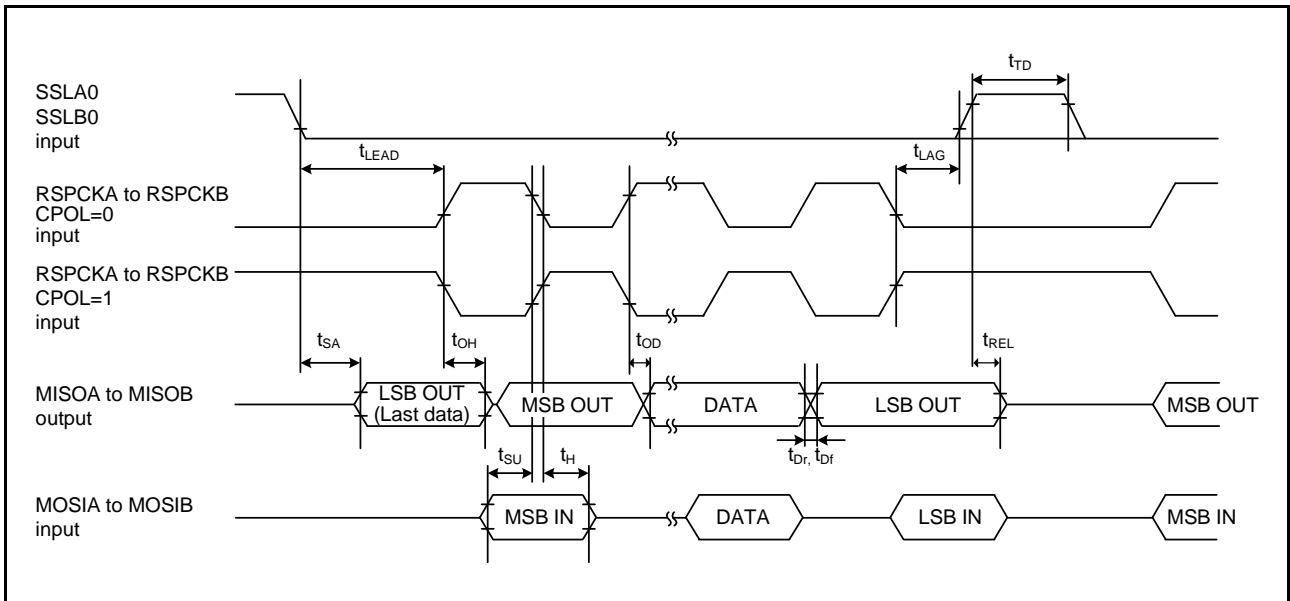 tTD
SSLA0
SSLB0
input
tLEAD
tLAG
RSPCKA to RSPCKB
CPOL=0
input
RSPCKA to RSPCKB
CPOL=1
input
tSA
tOH
tOD
tREL
MISOA to MISOB
output
LSB OUT
(Last data)
MSB OUT
DATA
LSB OUT
MSB OUT
tSU
tH
tDr, tDf
MOSIA to MOSIB
input
MSB IN
DATA
LSB IN
MSB IN